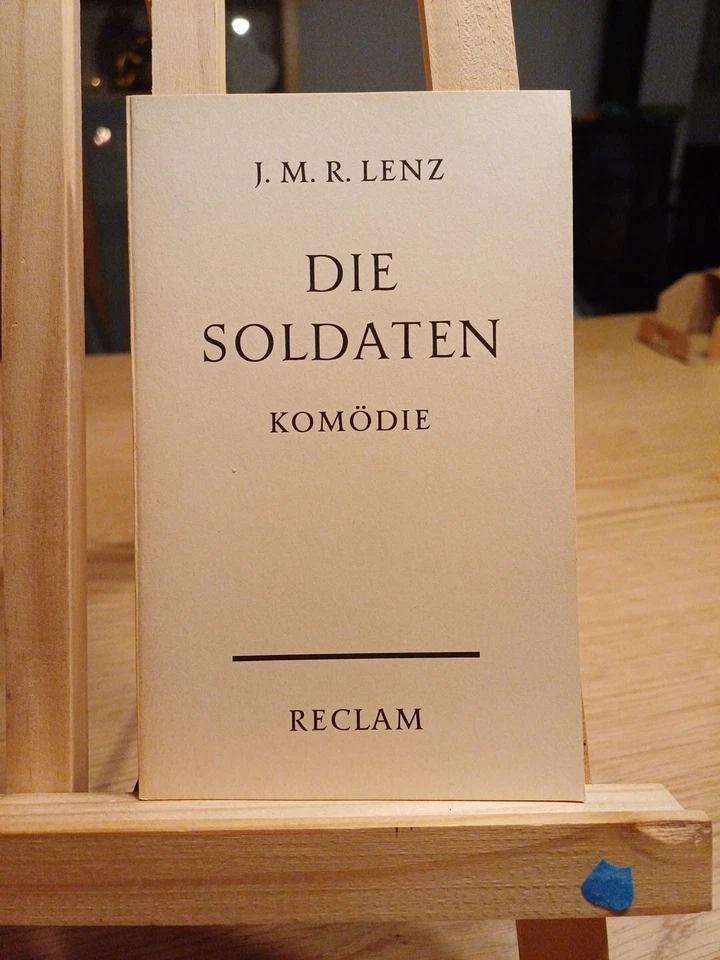 J. M. R. LENZ
DIE
SOLDATEN
KOMÖDIE
RECLAM